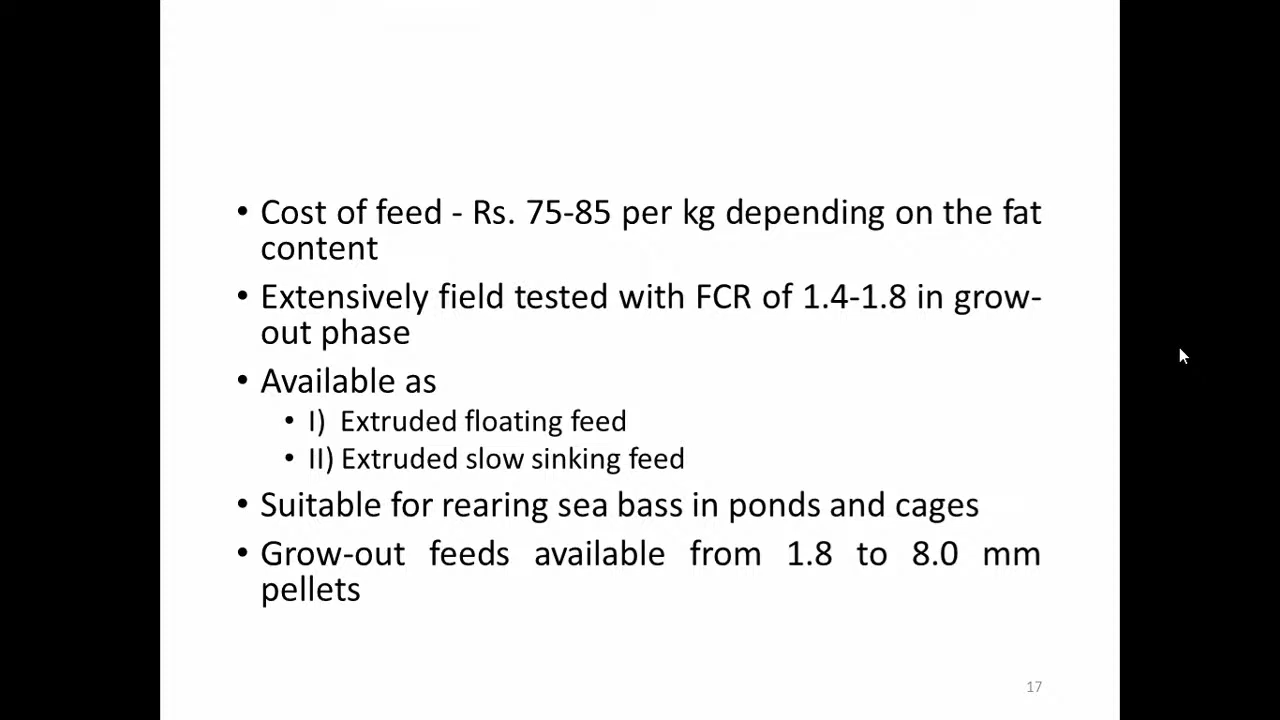 • Cost of feed - Rs. 75-85 per kg depending on the fat
content
• Extensively field tested with FCR of 1.4-1.8 in grow-
out phase
• Available as
• I) Extruded floating feed
• II) Extruded slow sinking feed
• Suitable for rearing sea bass in ponds and cages
• Grow-out feeds available from 1.8 to 8.0 mm
pellets
17